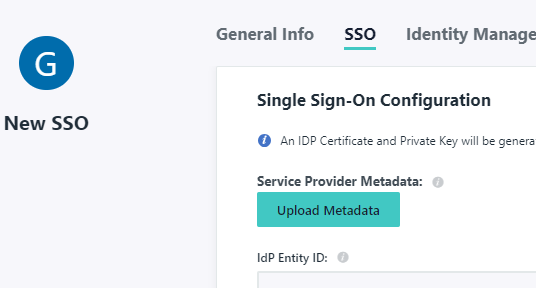 General Info SSO Identity Manage
G
New SSO
Single Sign-On Configuration
i An IDP Certificate and Private Key will be genera
Service Provider Metadata: i
Upload Metadata
IdP Entity ID: i